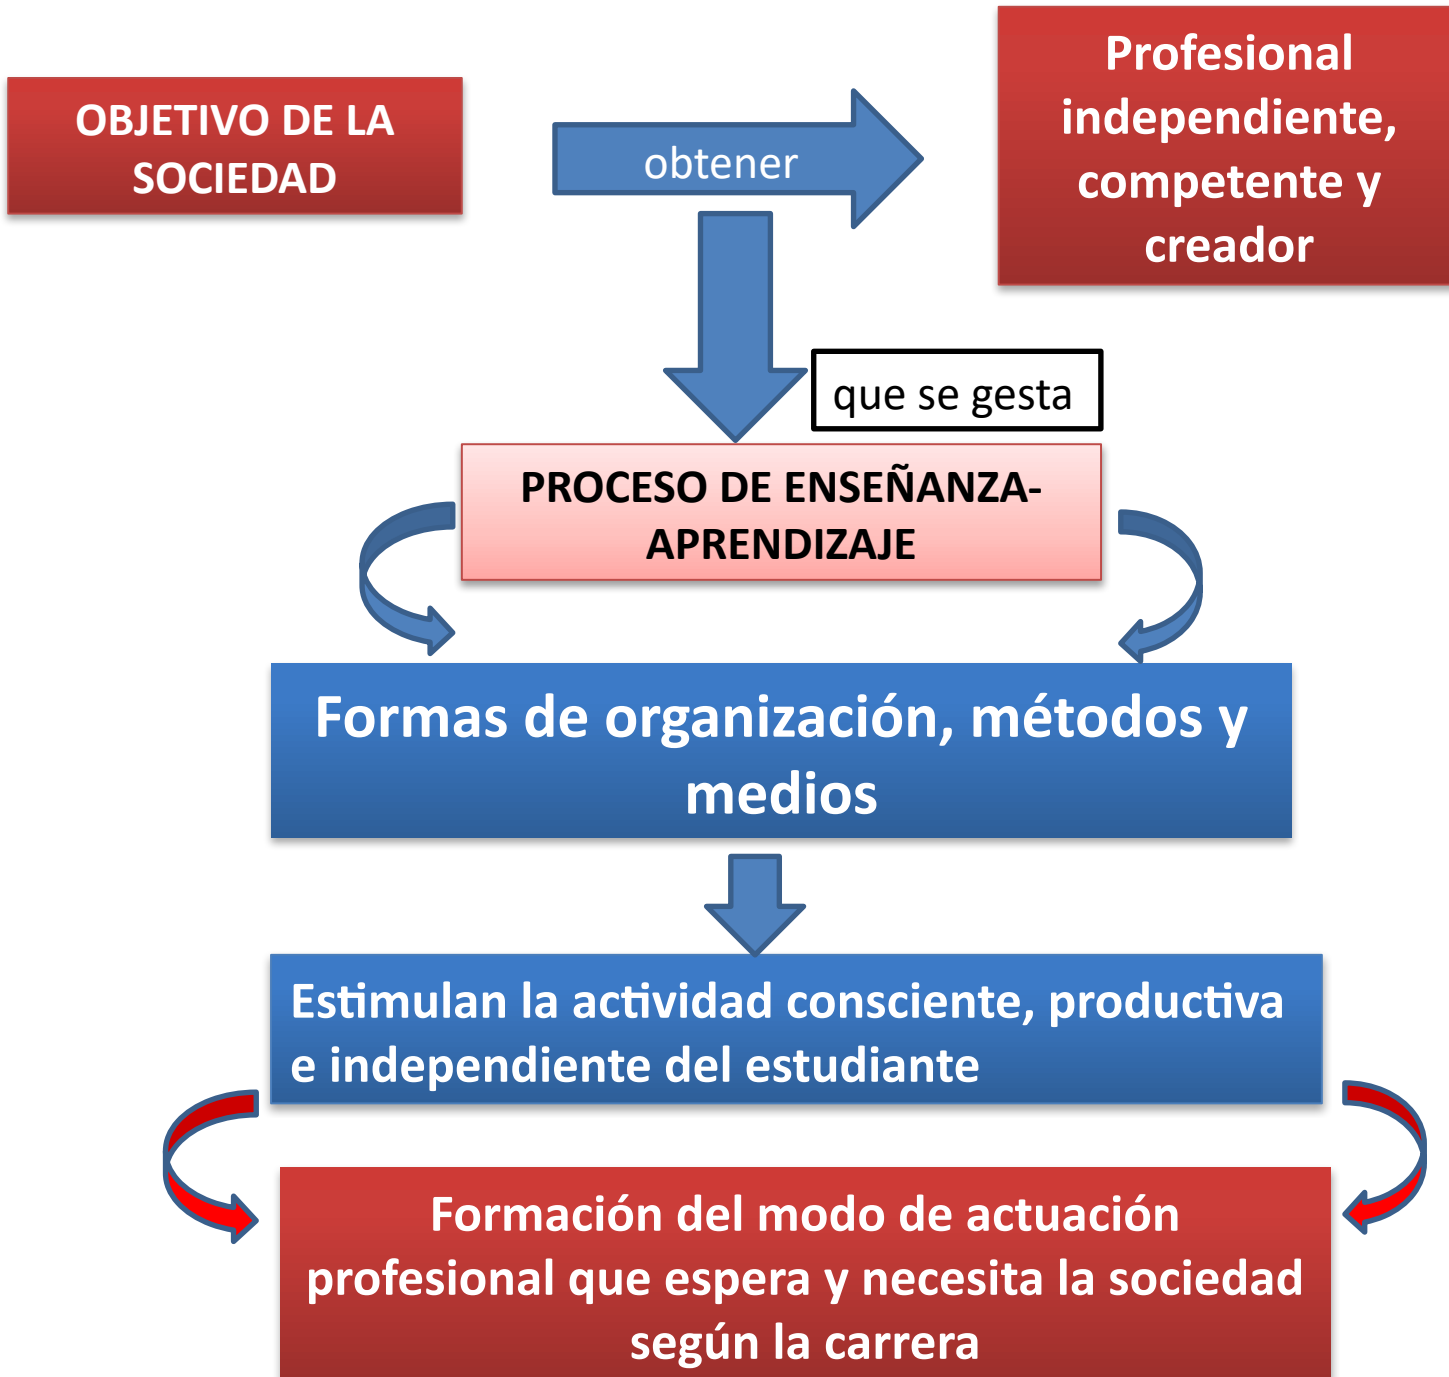 OBJETIVO DE LA
SOCIEDAD
obtener
Profesional
independiente,
competente y
creador
que se gesta
PROCESO DE ENSEÑANZA-
APRENDIZAJE
Formas de organización, métodos y
medios
Estimulan la actividad consciente, productiva
e independiente del estudiante
Formación del modo de actuación
profesional que espera y necesita la sociedad
según la carrera